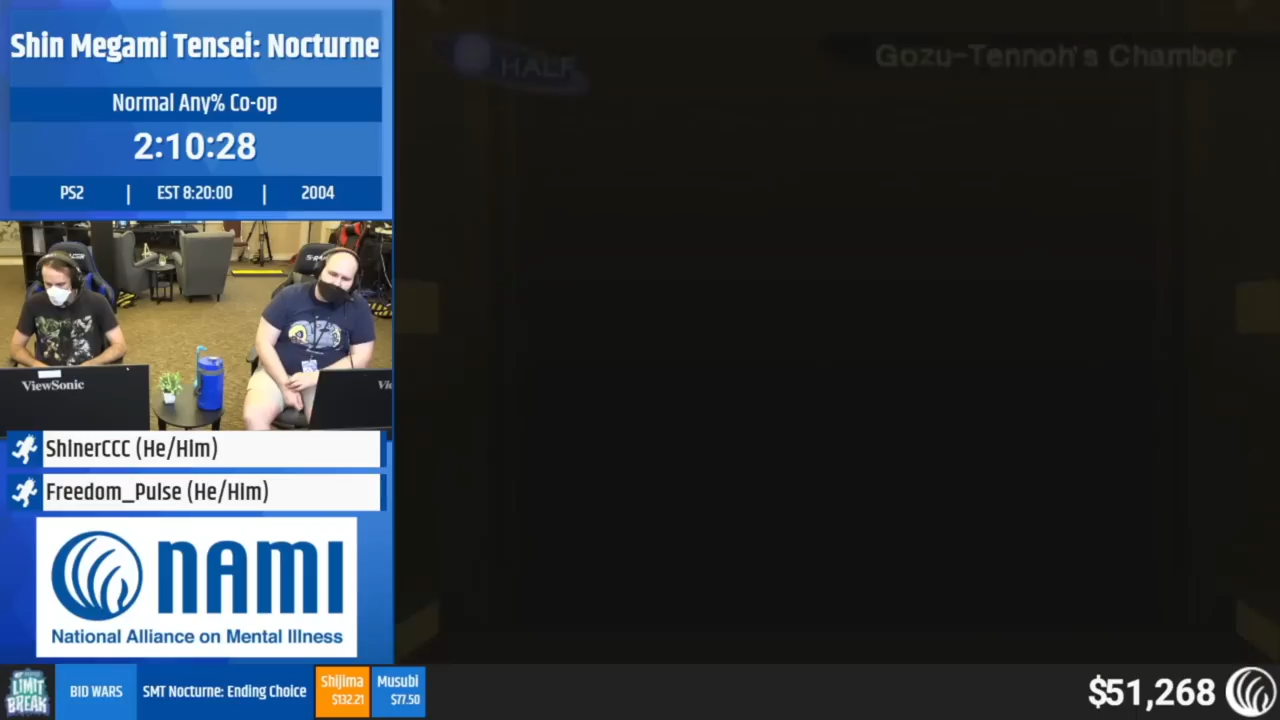 Shin Megami Tensei: Nocturne
Normal Any% Co-op
2:10:28
PS2 | EST 8:20:00 | 2004
HALF
Gozu-Tennoh's Chamber
ViewSonic
ShinerCCC (He/Him)
Freedom_Pulse (He/Him)
NAMI
National Alliance on Mental Illness
LIMIT BREAK
BID WARS
SMT Nocturne: Ending Choice
Shijima
$132.21
Musubi
$77.50
$51,268